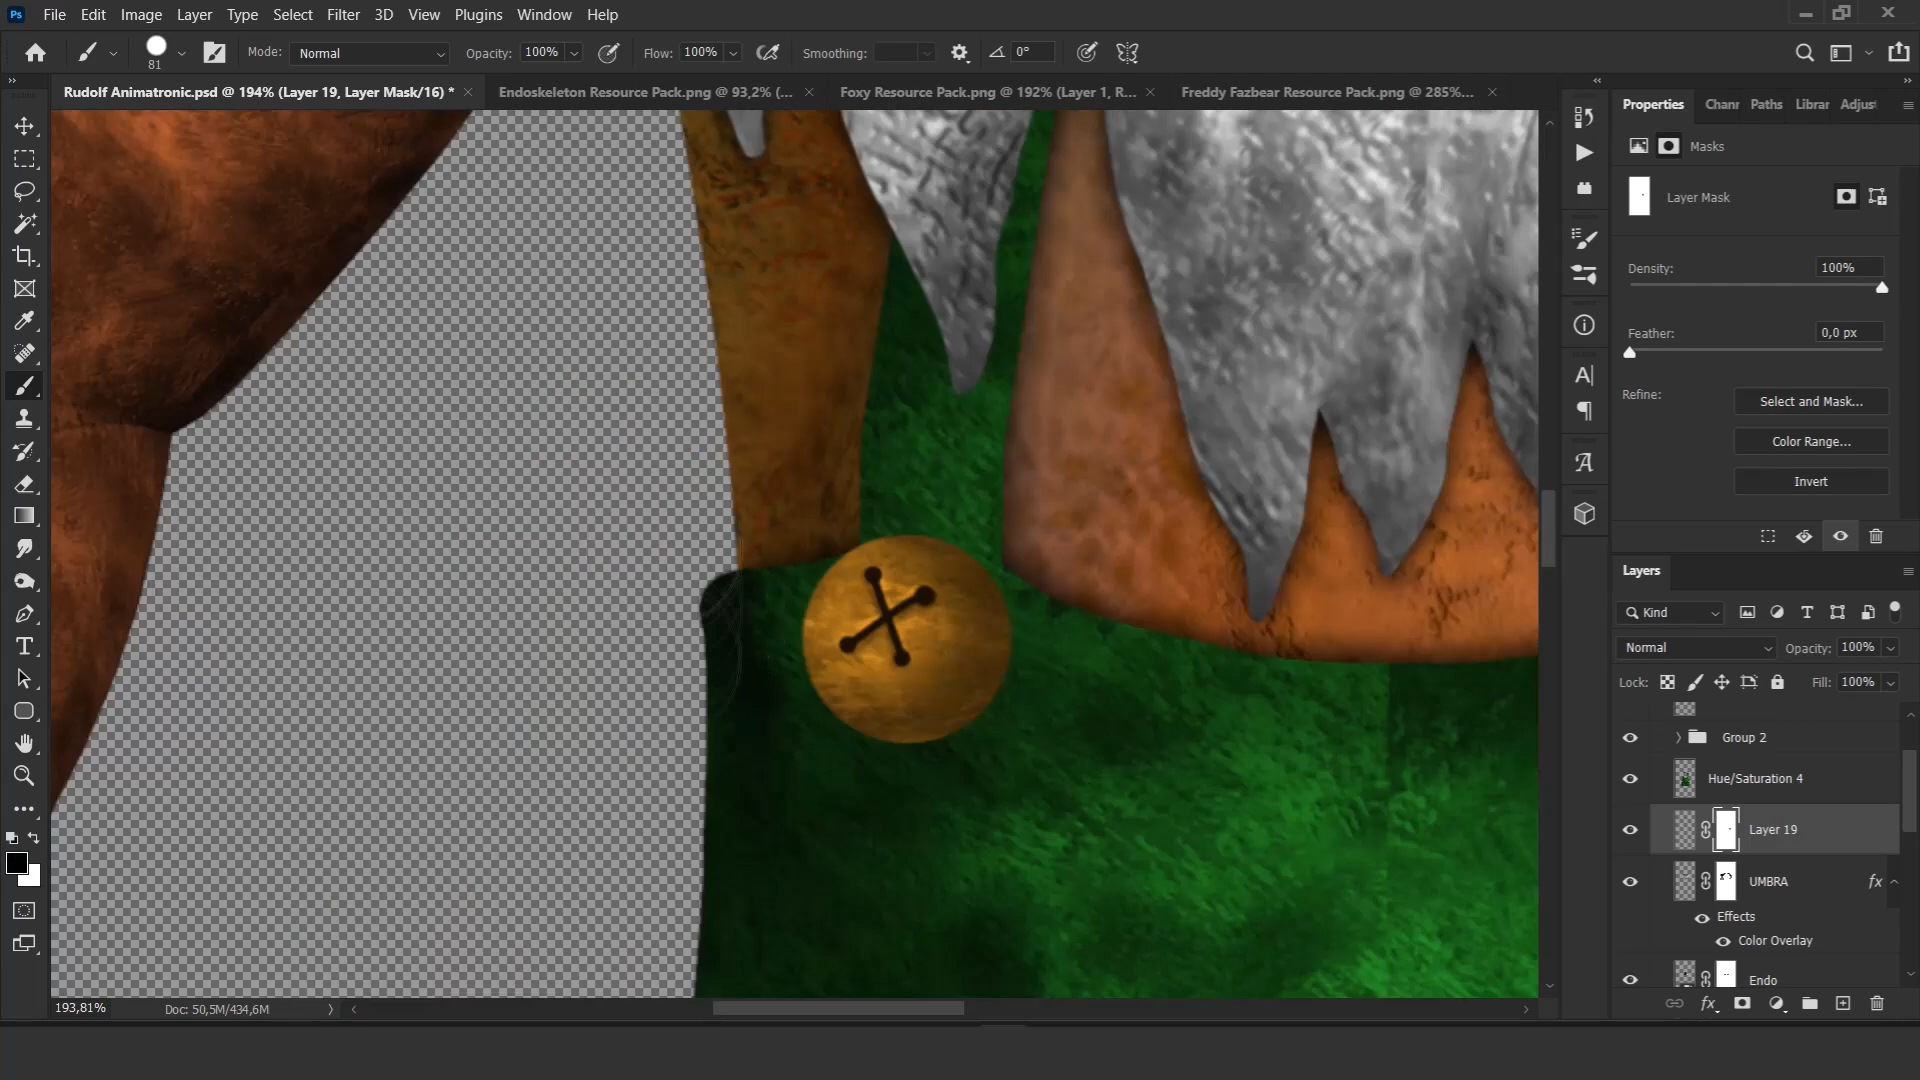 Ps File Edit Image Layer Type Select Filter 3D View Plugins Window Help
81 Mode: Normal Opacity: 100% Flow: 100% Smoothing: 0°
Rudolf Animatronic.psd @ 194% (Layer 19, Layer Mask/16) * Endoskeleton Resource Pack.png @ 93,2% (... Foxy Resource Pack.png @ 192% (Layer 1, R... Freddy Fazbear Resource Pack.png @ 285%...
Properties Chanr Paths Librar Adjust
Masks
Layer Mask
Density: 100%
Feather: 0,0 px
Refine: Select and Mask...
Color Range...
Invert
Layers
Kind
Normal Opacity: 100%
Lock: Fill: 100%
Group 2
Hue/Saturation 4
Layer 19
UMBRA fx
Effects
Color Overlay
Endo
fx
193,81% Doc: 50,5M/434,6M